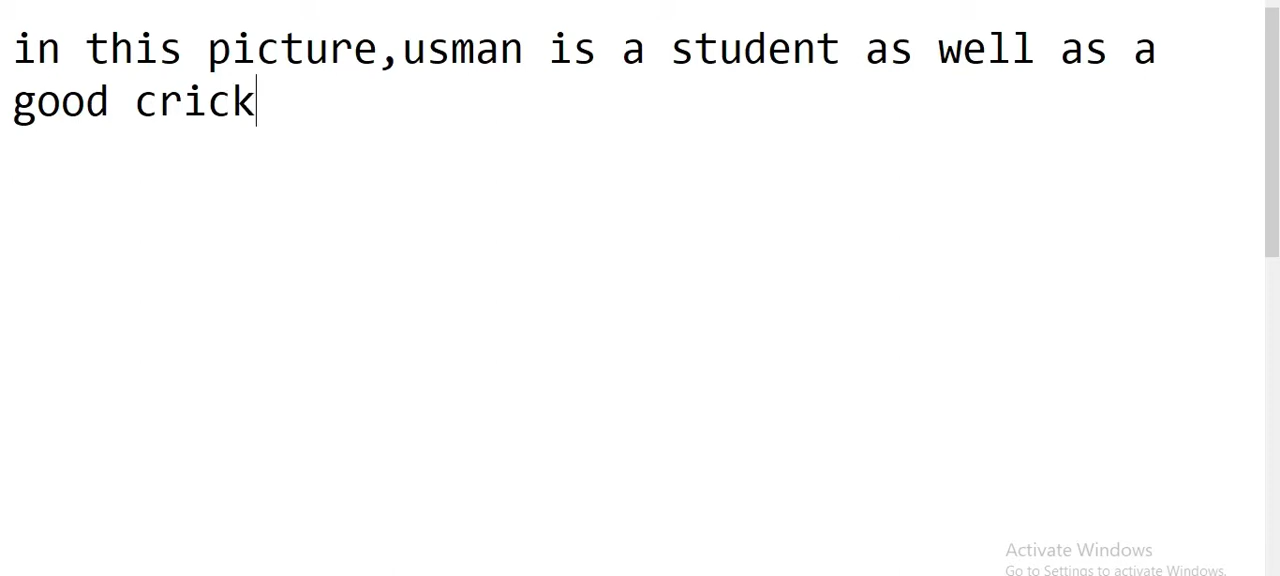 in this picture,usman is a student as well as a
good crick
Activate Windows
Go to Settings to activate Windows.